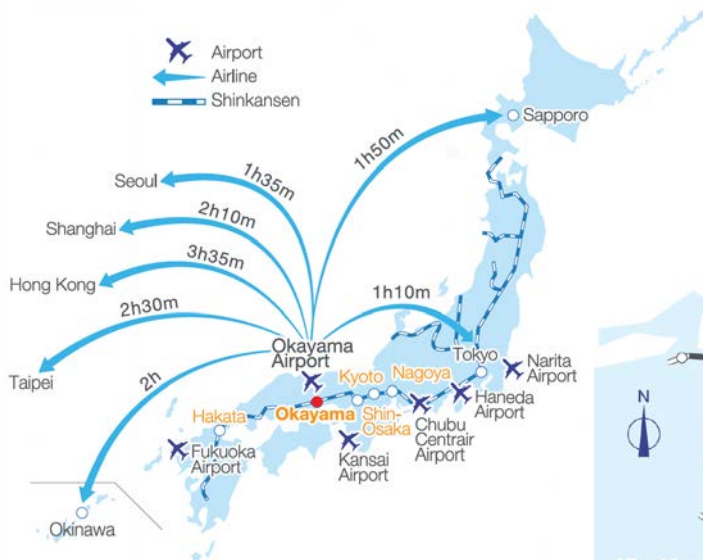 Airport
Airline
Shinkansen
Sapporo
1h50m
1h35m
Seoul
2h10m
Shanghai
3h35m
Hong Kong
2h30m
Taipei
2h
Okinawa
1h10m
Okayama
Airport
Tokyo
Narita
Airport
Haneda
Airport
Nagoya
Kyoto
Chubu
Centrair
Airport
Shin-
Osaka
Okayama
Kansai
Airport
Hakata
Fukuoka
Airport
N